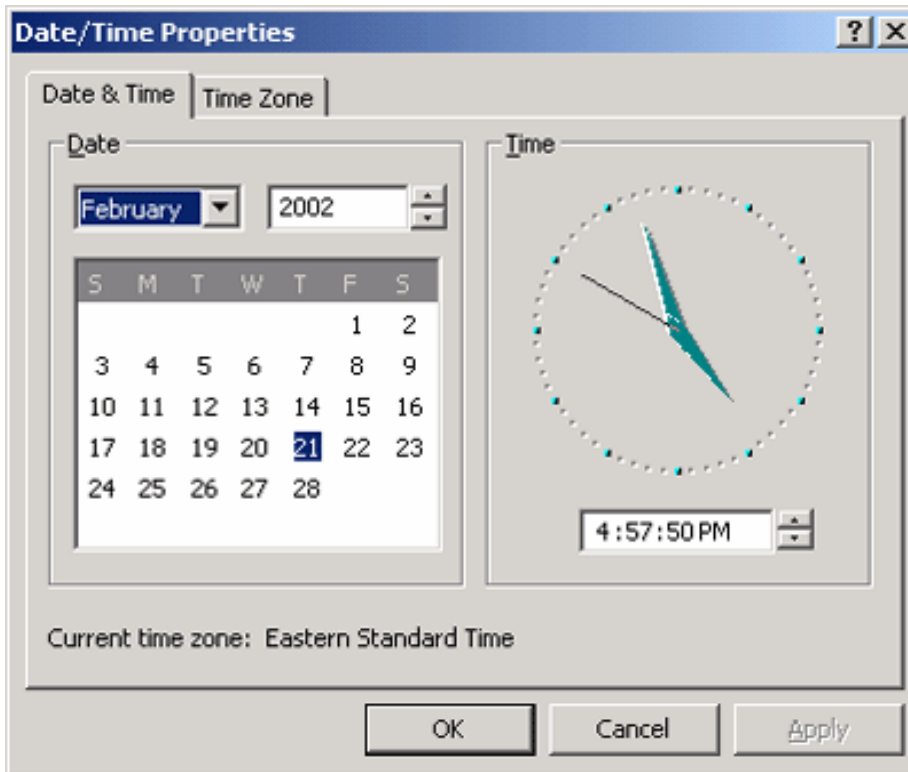 Date/Time Properties
Date & Time Time Zone
Date
February 2002
S M T W T F S
1 2
3 4 5 6 7 8 9
10 11 12 13 14 15 16
17 18 19 20 21 22 23
24 25 26 27 28
Time
4:57:50 PM
Current time zone: Eastern Standard Time
OK Cancel Apply